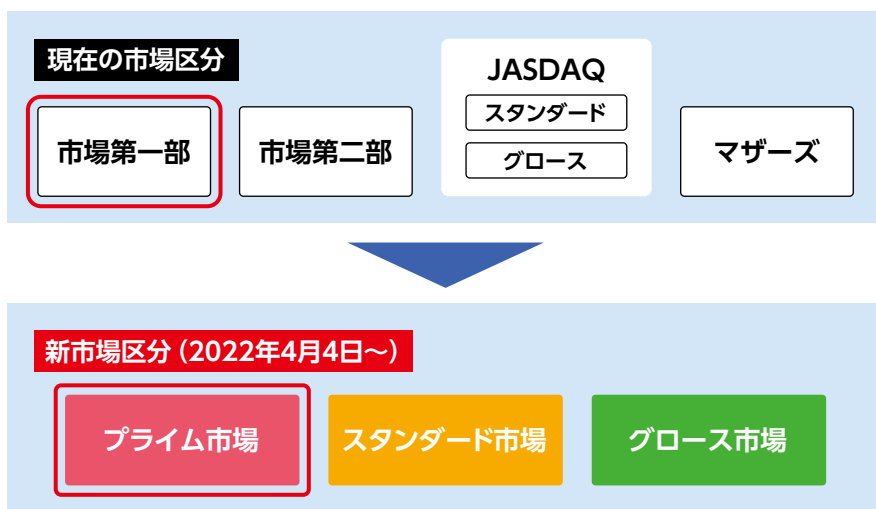 現在の市場区分
市場第一部
市場第二部
JASDAQ
スタンダード
グロース
マザーズ
新市場区分（2022年4月4日～）
プライム市場
スタンダード市場
グロース市場